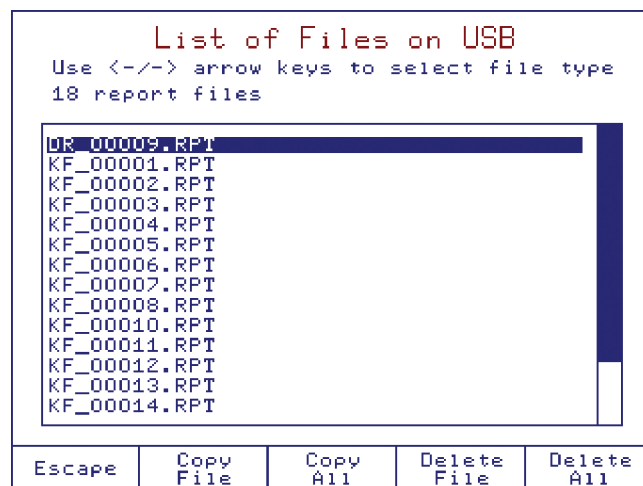 List of Files on USB
Use <-/-> arrow keys to select file type
18 report files
DR_00009.RPT
KF_00001.RPT
KF_00002.RPT
KF_00003.RPT
KF_00004.RPT
KF_00005.RPT
KF_00006.RPT
KF_00007.RPT
KF_00008.RPT
KF_00010.RPT
KF_00011.RPT
KF_00012.RPT
KF_00013.RPT
KF_00014.RPT
Escape
Copy
File
Copy
All
Delete
File
Delete
All